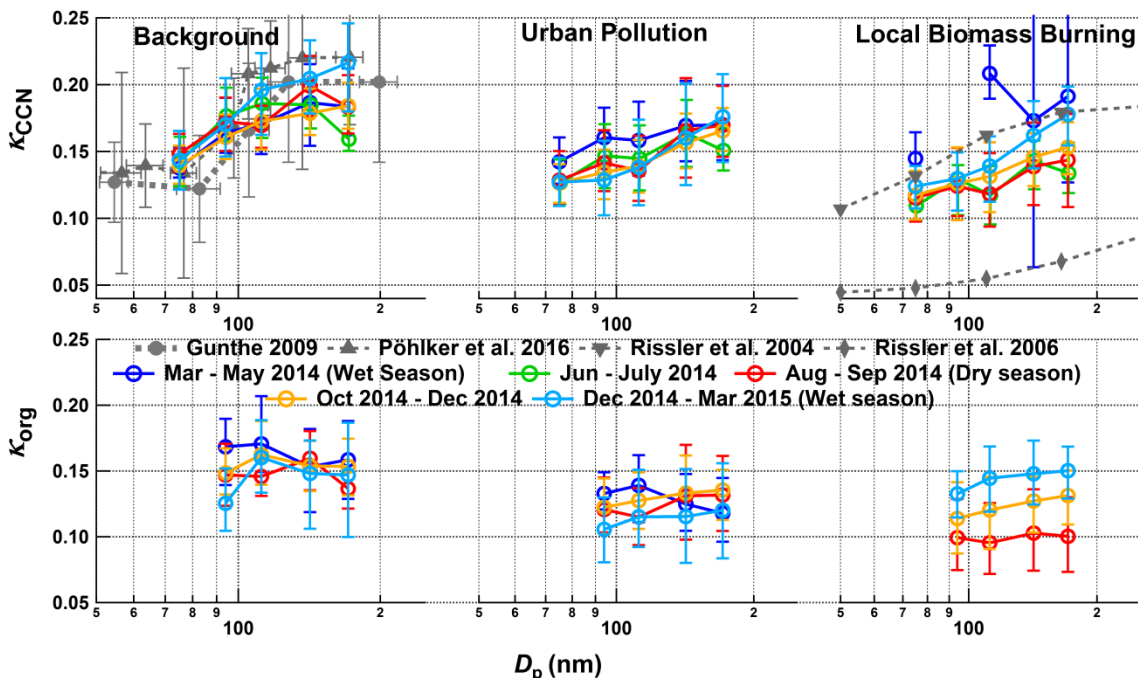 Background
Urban Pollution
Local Biomass Burning
κCCN
0.25
0.20
0.15
0.10
0.05
5 6 7 8 9 100 2
5 6 7 8 9 100 2
5 6 7 8 9 100 2
Gunthe 2009 Pöhlker et al. 2016 Rissler et al. 2004 Rissler et al. 2006
Mar - May 2014 (Wet Season) Jun - July 2014 Aug - Sep 2014 (Dry season)
Oct 2014 - Dec 2014 Dec 2014 - Mar 2015 (Wet season)
κorg
0.25
0.20
0.15
0.10
0.05
5 6 7 8 9 100 2
5 6 7 8 9 100 2
5 6 7 8 9 100 2
Dp (nm)